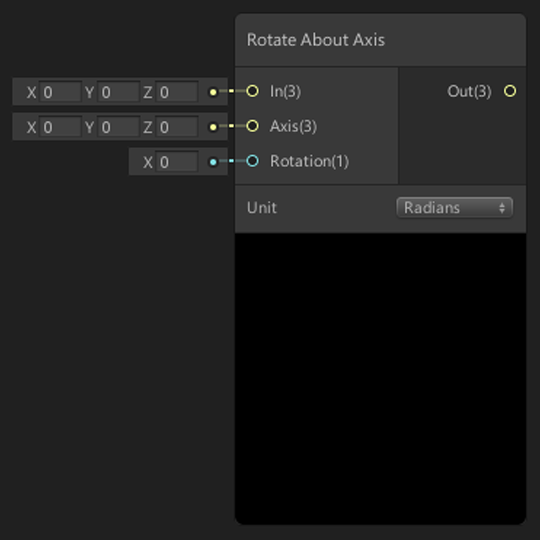 Rotate About Axis
X 0 Y 0 Z 0 In(3) Out(3)
X 0 Y 0 Z 0 Axis(3)
X 0 Rotation(1)
Unit Radians